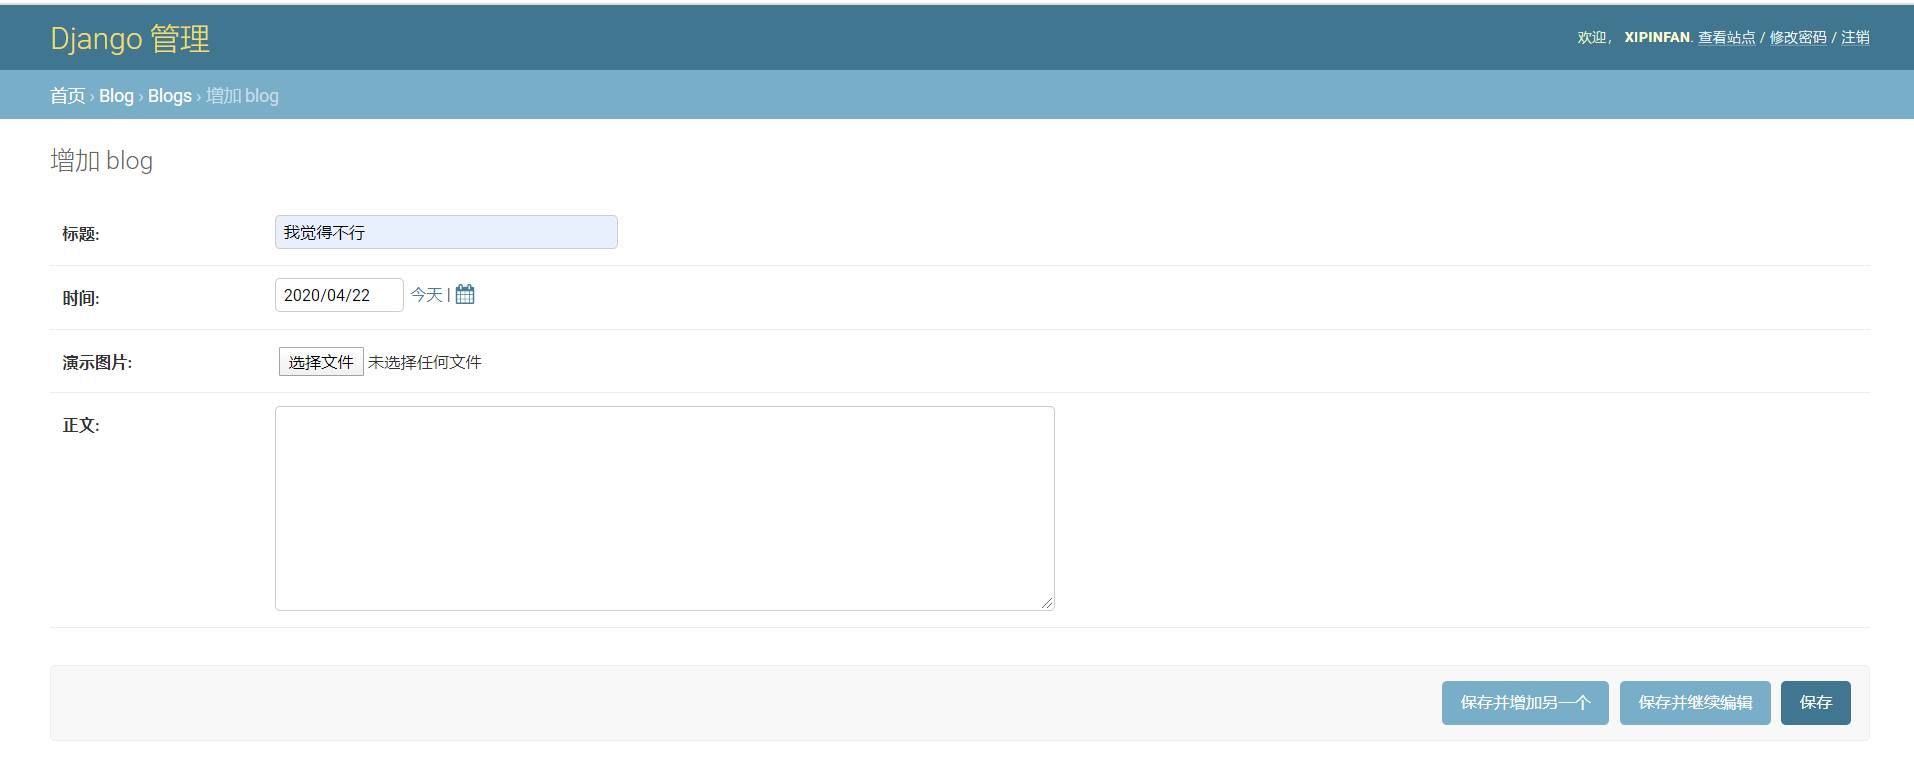 Django 管理
欢迎， XIPINFAN. 查看站点 / 修改密码 / 注销
首页 › Blog › Blogs › 增加 blog
增加 blog
标题: 我觉得不行
时间: 2020/04/22 今天 |
演示图片: 选择文件 未选择任何文件
正文:
保存并增加另一个 保存并继续编辑 保存